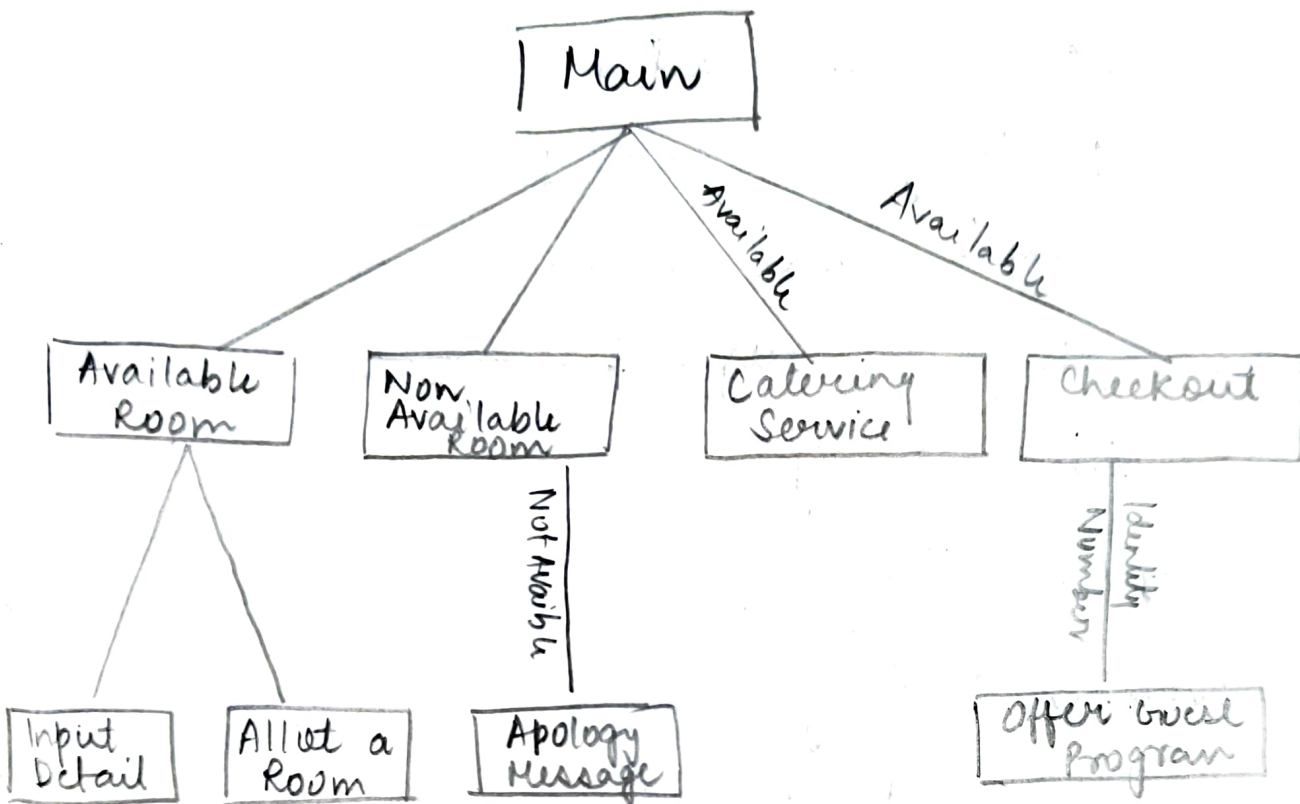 Main
Available
Available
Available
Room
Non
Available
Room
Catering
Service
Checkout
Not Avaible
Identity
Number
Input
Detail
Allot a
Room
Apology
Message
Offer Guest
Program